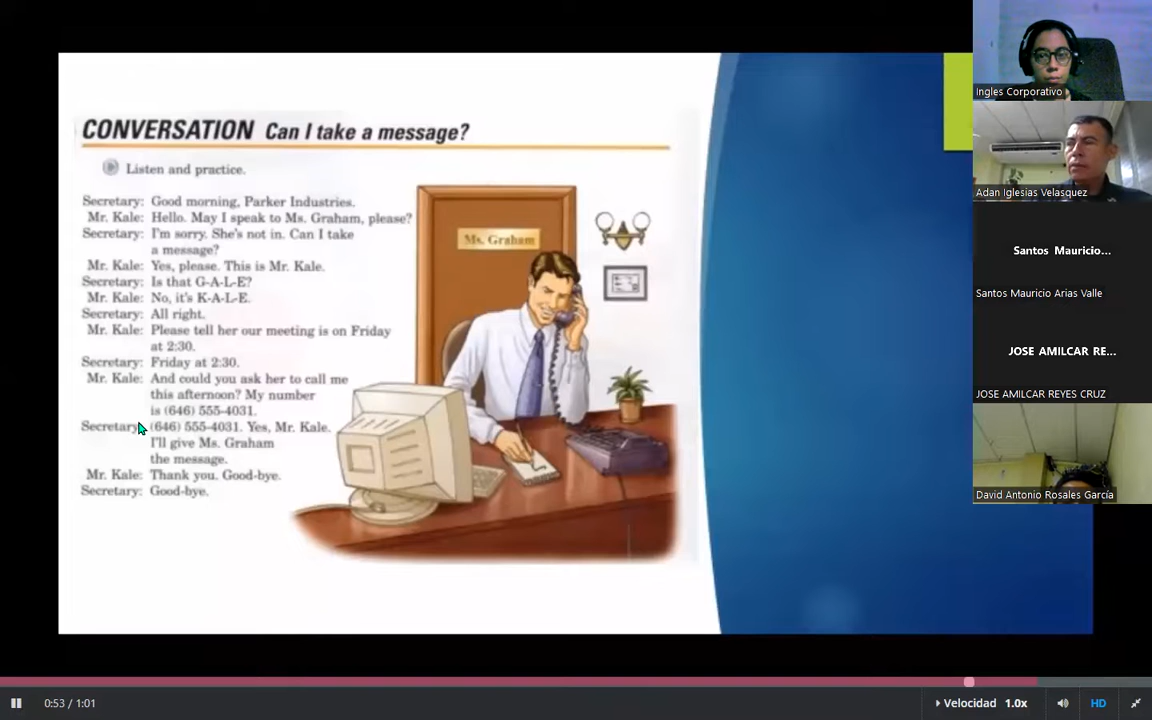 CONVERSATION Can I take a message?
Listen and practice.
Secretary: Good morning, Parker Industries.
Mr. Kale: Hello. May I speak to Ms. Graham, please?
Secretary: I'm sorry. She's not in. Can I take
a message?
Mr. Kale: Yes, please. This is Mr. Kale.
Secretary: Is that G-A-L-E?
Mr. Kale: No, it's K-A-L-E.
Secretary: All right.
Mr. Kale: Please tell her our meeting is on Friday
at 2:30.
Secretary: Friday at 2:30.
Mr. Kale: And could you ask her to call me
this afternoon? My number
is (646) 555-4031.
Secretary: (646) 555-4031. Yes, Mr. Kale.
I'll give Ms. Graham
the message.
Mr. Kale: Thank you. Good-bye.
Secretary: Good-bye.
Ms. Graham
Ingles Corporativo
Adan Iglesias Velasquez
Santos Mauricio...
Santos Mauricio Arias Valle
JOSE AMILCAR RE...
JOSE AMILCAR REYES CRUZ
David Antonio Rosales García
0:53 / 1:01
Velocidad 1.0x
HD